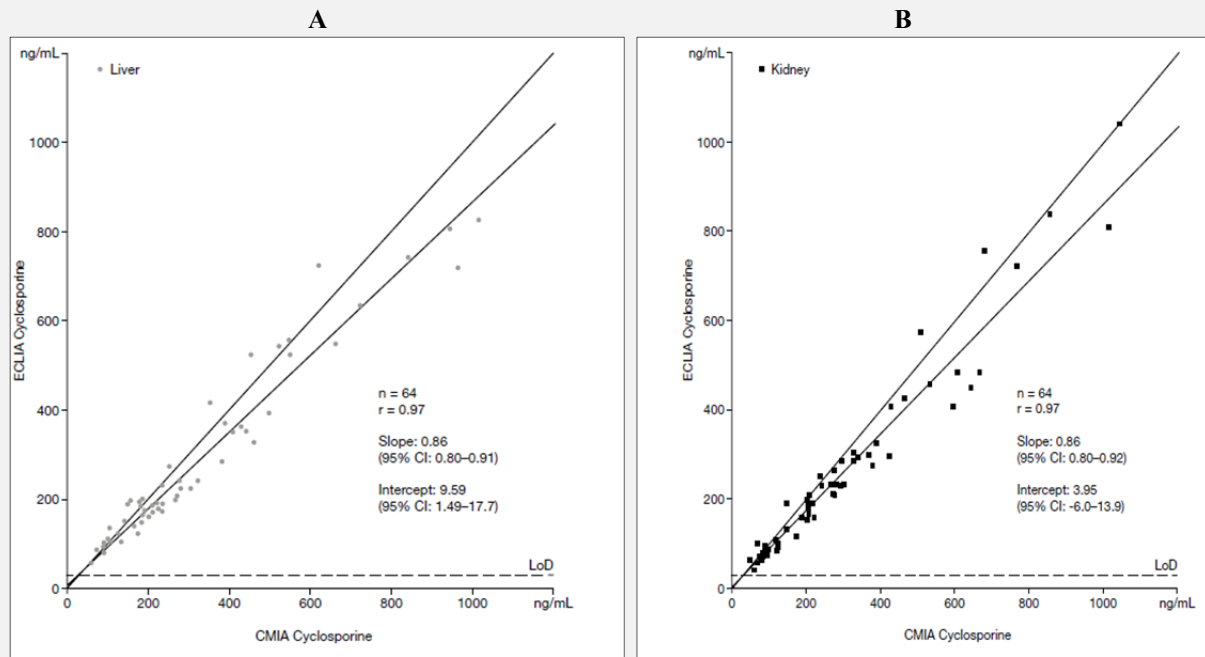 A
ng/mL
Liver
1000
800
600
400
200
0
ECLIA Cyclosporine
n = 64
r = 0.97
Slope: 0.86
(95% CI: 0.80–0.91)
Intercept: 9.59
(95% CI: 1.49–17.7)
LoD
0 200 400 600 800 1000 ng/mL
CMIA Cyclosporine
B
ng/mL
Kidney
1000
800
600
400
200
0
ECLIA Cyclosporine
n = 64
r = 0.97
Slope: 0.86
(95% CI: 0.80–0.92)
Intercept: 3.95
(95% CI: -6.0–13.9)
LoD
0 200 400 600 800 1000 ng/mL
CMIA Cyclosporine